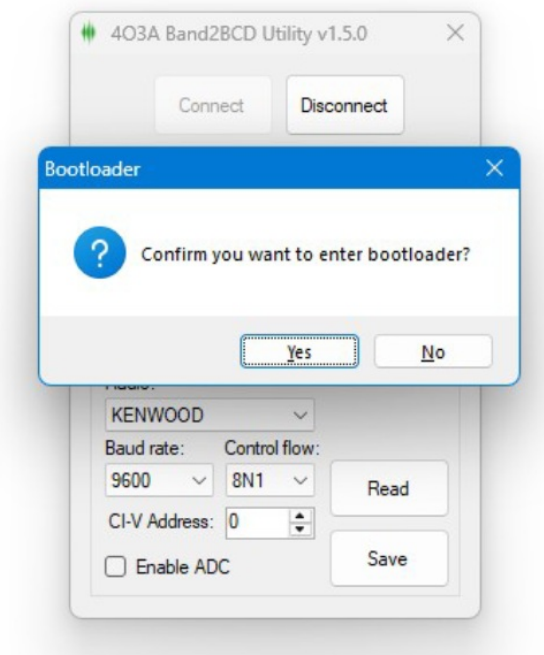 4O3A Band2BCD Utility v1.5.0
Connect Disconnect
Bootloader
Confirm you want to enter bootloader?
Yes No
KENWOOD
Baud rate: Control flow:
9600 8N1 Read
CI-V Address: 0
Enable ADC Save